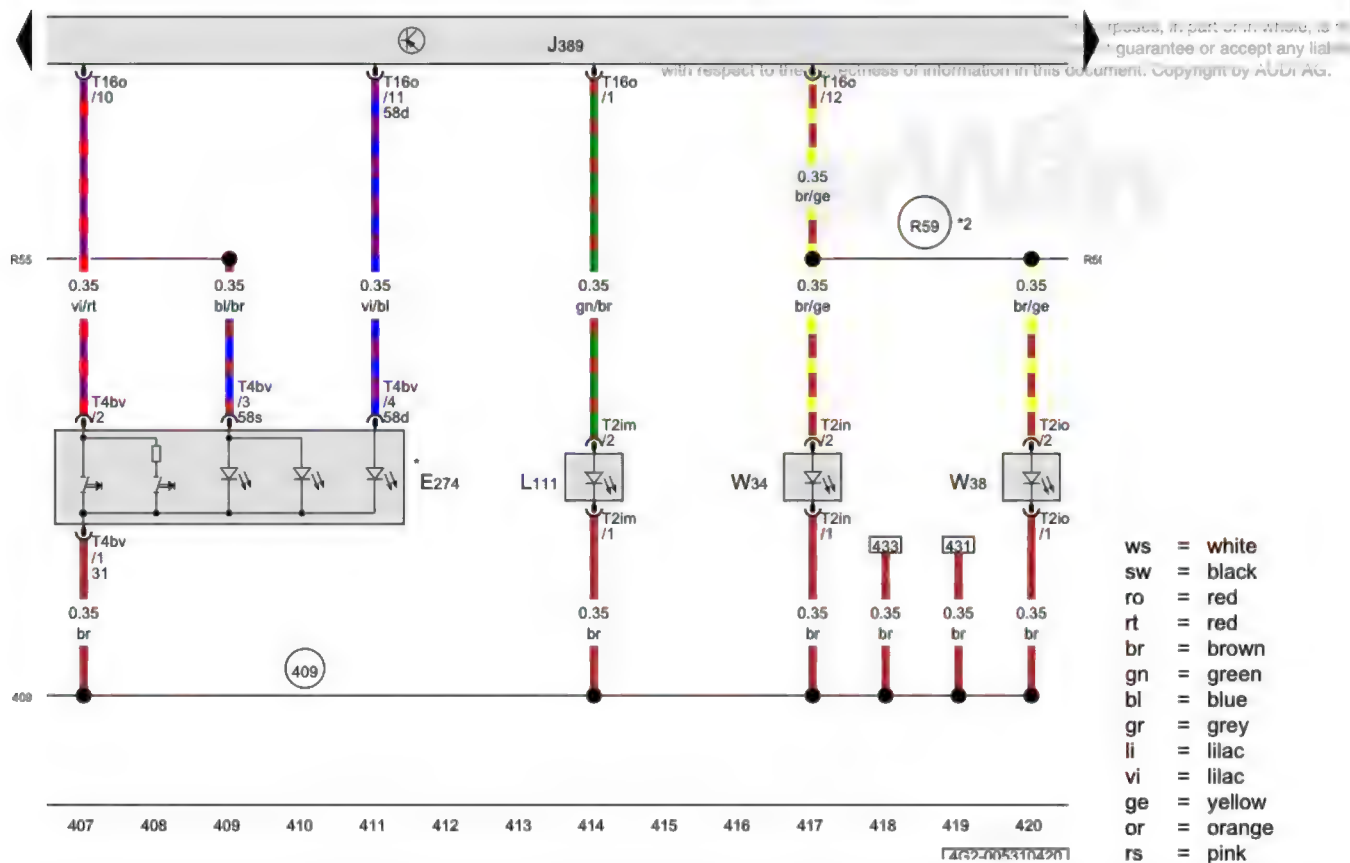 J389
guarantee or accept any
with respect to the
of information in this document. Copyright by AUDI AG.
T16o
/10
T16o
/11
58d
T16o
/1
T16o
/12
0.35
br/ge
R59
*2
R55
0.35
vi/rt
0.35
bl/br
0.35
vi/bl
0.35
gn/br
0.35
br/ge
0.35
br/ge
T4bv
/2
T4bv
/3
58s
T4bv
/4
58d
T2im
/2
T2in
/2
T2io
/2
*
E274
L111
W34
W38
T4bv
/1
31
T2im
/1
T2in
/1
T2io
/1
433
431
0.35
br
0.35
br
0.35
br
0.35
br
0.35
br
0.35
br
409
409
407 408 409 410 411 412 413 414 415 416 417 418 419 420
4G2-005310420
ws = white
sw = black
ro = red
rt = red
br = brown
gn = green
bl = blue
gr = grey
li = lilac
vi = lilac
ge = yellow
or = orange
rs = pink